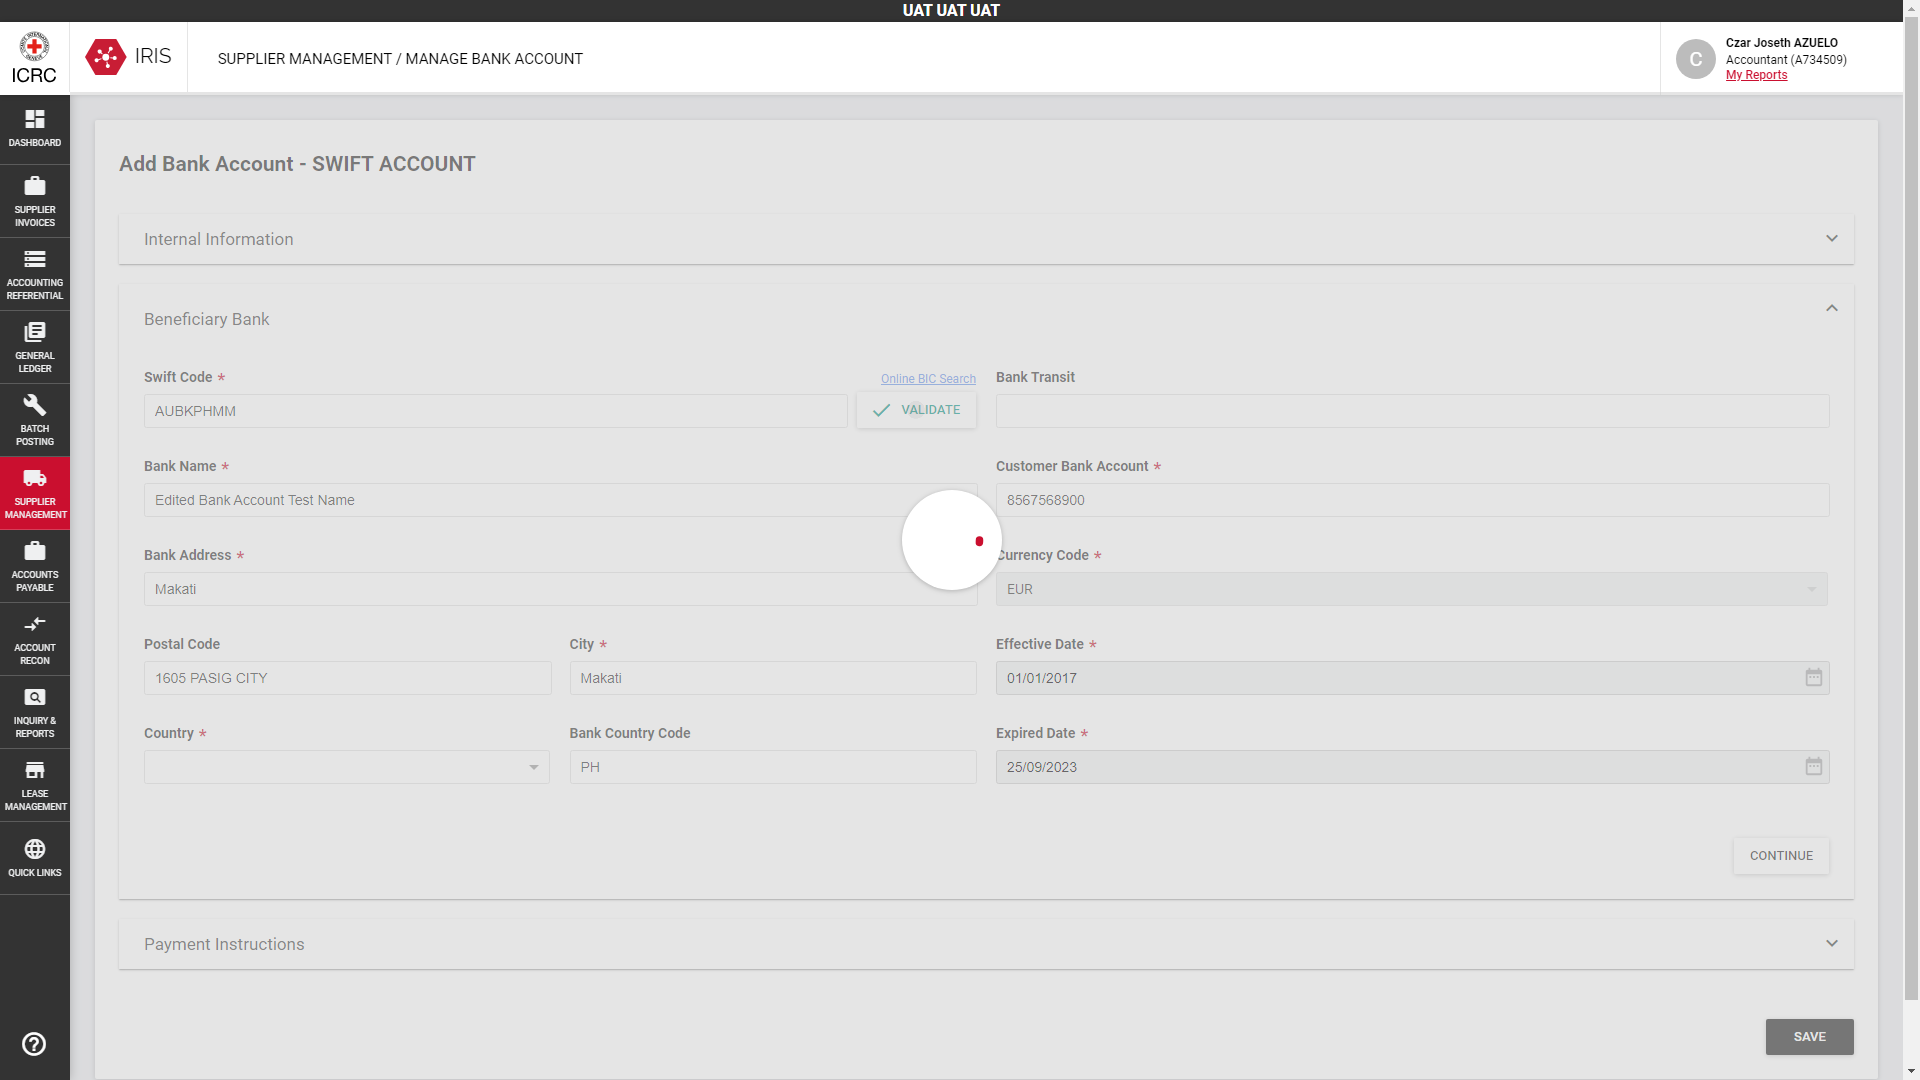 UAT UAT UAT
ICRC
IRIS
SUPPLIER MANAGEMENT / MANAGE BANK ACCOUNT
C
Czar Joseth AZUELO
Accountant (A734509)
My Reports
DASHBOARD
SUPPLIER
INVOICES
ACCOUNTING
REFERENTIAL
GENERAL
LEDGER
BATCH
POSTING
SUPPLIER
MANAGEMENT
ACCOUNTS
PAYABLE
ACCOUNT
RECON
INQUIRY &
REPORTS
LEASE
MANAGEMENT
QUICK LINKS
Add Bank Account - SWIFT ACCOUNT
Internal Information
Beneficiary Bank
Swift Code *
Online BIC Search
Bank Transit
AUBKPHMM
VALIDATE
Bank Name *
Customer Bank Account *
Edited Bank Account Test Name
8567568900
Bank Address *
Currency Code *
Makati
EUR
Postal Code
City *
Effective Date *
1605 PASIG CITY
Makati
01/01/2017
Country *
Bank Country Code
Expired Date *
PH
25/09/2023
CONTINUE
Payment Instructions
SAVE